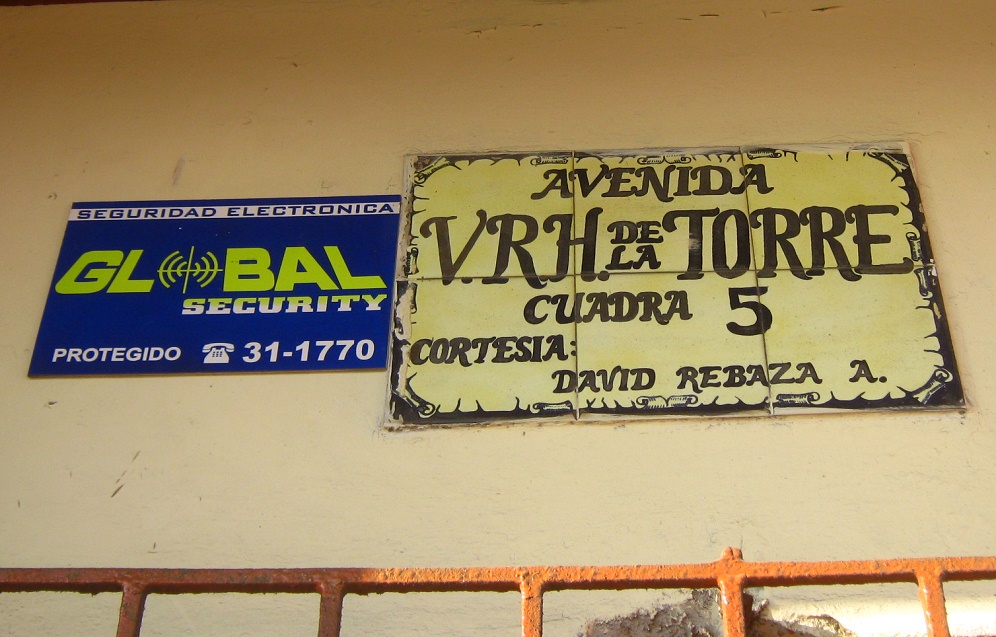 SEGURIDAD ELECTRONICA
GLOBAL
SECURITY
PROTEGIDO 31-1770
AVENIDA
V.R.H. DE LA TORRE
CUADRA 5
CORTESIA:
DAVID REBAZA A.